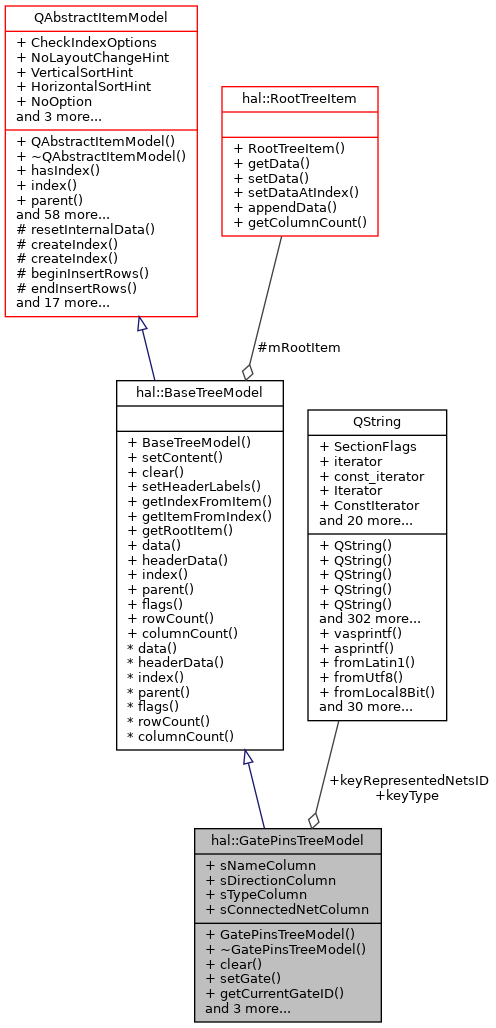 QAbstractItemModel
+ CheckIndexOptions
+ NoLayoutChangeHint
+ VerticalSortHint
+ HorizontalSortHint
+ NoOption
and 3 more...
+ QAbstractItemModel()
+ ~QAbstractItemModel()
+ hasIndex()
+ index()
+ parent()
and 58 more...
# resetInternalData()
# createIndex()
# createIndex()
# beginInsertRows()
# endInsertRows()
and 17 more...
hal::RootTreeItem
+ RootTreeItem()
+ getData()
+ setData()
+ setDataAtIndex()
+ appendData()
+ getColumnCount()
#mRootItem
hal::BaseTreeModel
+ BaseTreeModel()
+ setContent()
+ clear()
+ setHeaderLabels()
+ getIndexFromItem()
+ getItemFromIndex()
+ getRootItem()
+ data()
+ headerData()
+ index()
+ parent()
+ flags()
+ rowCount()
+ columnCount()
* data()
* headerData()
* index()
* parent()
* flags()
* rowCount()
* columnCount()
QString
+ SectionFlags
+ iterator
+ const_iterator
+ Iterator
+ ConstIterator
and 20 more...
+ QString()
+ QString()
+ QString()
+ QString()
+ QString()
and 302 more...
+ vasprintf()
+ asprintf()
+ fromLatin1()
+ fromUtf8()
+ fromLocal8Bit()
and 30 more...
+keyRepresentedNetsID
+keyType
hal::GatePinsTreeModel
+ sNameColumn
+ sDirectionColumn
+ sTypeColumn
+ sConnectedNetColumn
+ GatePinsTreeModel()
+ ~GatePinsTreeModel()
+ clear()
+ setGate()
+ getCurrentGateID()
and 3 more...